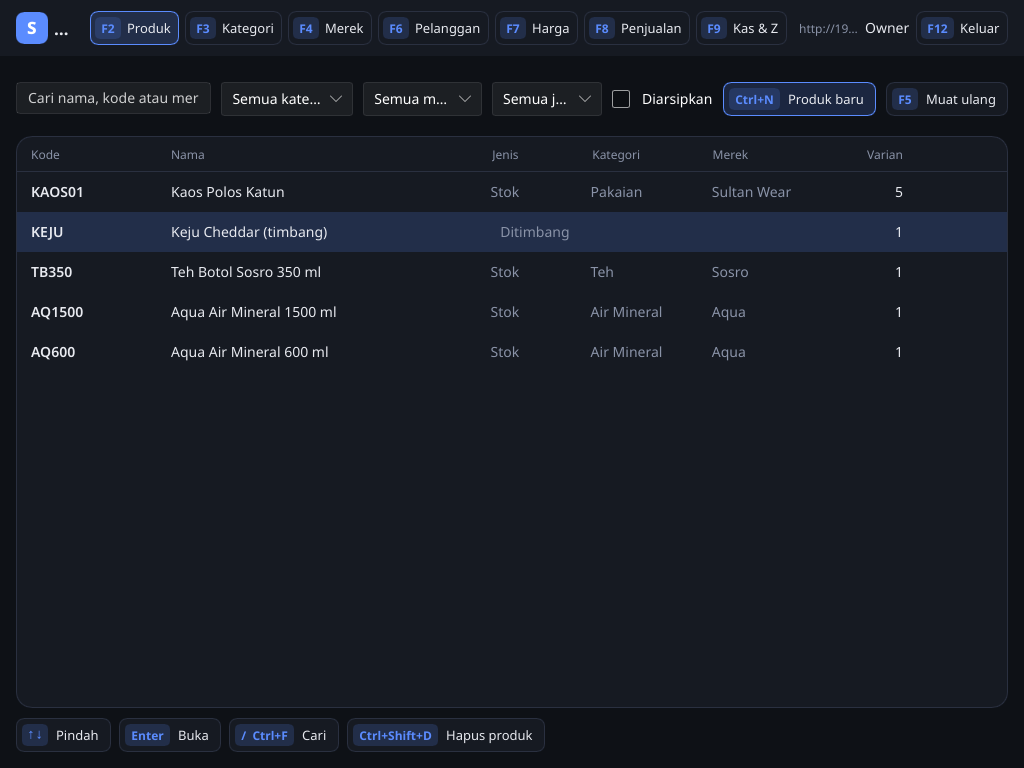 S ... F2 Produk F3 Kategori F4 Merek F6 Pelanggan F7 Harga F8 Penjualan F9 Kas & Z http://19... Owner F12 Keluar
Cari nama, kode atau mer Semua kate... Semua m... Semua j... Diarsipkan Ctrl+N Produk baru F5 Muat ulang
Kode Nama Jenis Kategori Merek Varian
KAOS01 Kaos Polos Katun Stok Pakaian Sultan Wear 5
KEJU Keju Cheddar (timbang) Ditimbang 1
TB350 Teh Botol Sosro 350 ml Stok Teh Sosro 1
AQ1500 Aqua Air Mineral 1500 ml Stok Air Mineral Aqua 1
AQ600 Aqua Air Mineral 600 ml Stok Air Mineral Aqua 1
↑↓ Pindah Enter Buka / Ctrl+F Cari Ctrl+Shift+D Hapus produk